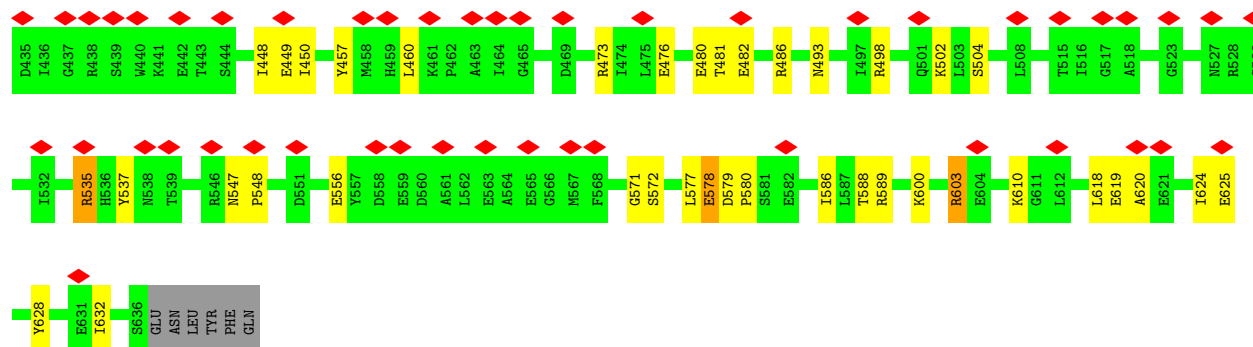 D435 I436 G437 R438 S439 W440 K441 E442 T443 S444 I448 E449 I450 Y457 M458 H459 L460 K461 P462 A463 I464 G465 D469 R473 I474 L475 E476 E480 T481 E482 R486 N493 I497 R498 Q501 K502 L503 S504 L508 T515 I516 G517 A518 G523 N527 R528
I532 R535 H536 Y537 N538 T539 R546 N547 P548 D551 E556 Y557 D558 E559 D560 A561 L562 E563 A564 E565 G566 M567 F568 G571 S572 L577 E578 D579 P580 S581 E582 I586 L587 T588 R589 K600 R603 E604 K610 G611 L612 L618 E619 A620 E621 I624 E625
Y628 E631 I632 S636 GLU ASN LEU TYR PHE GLN